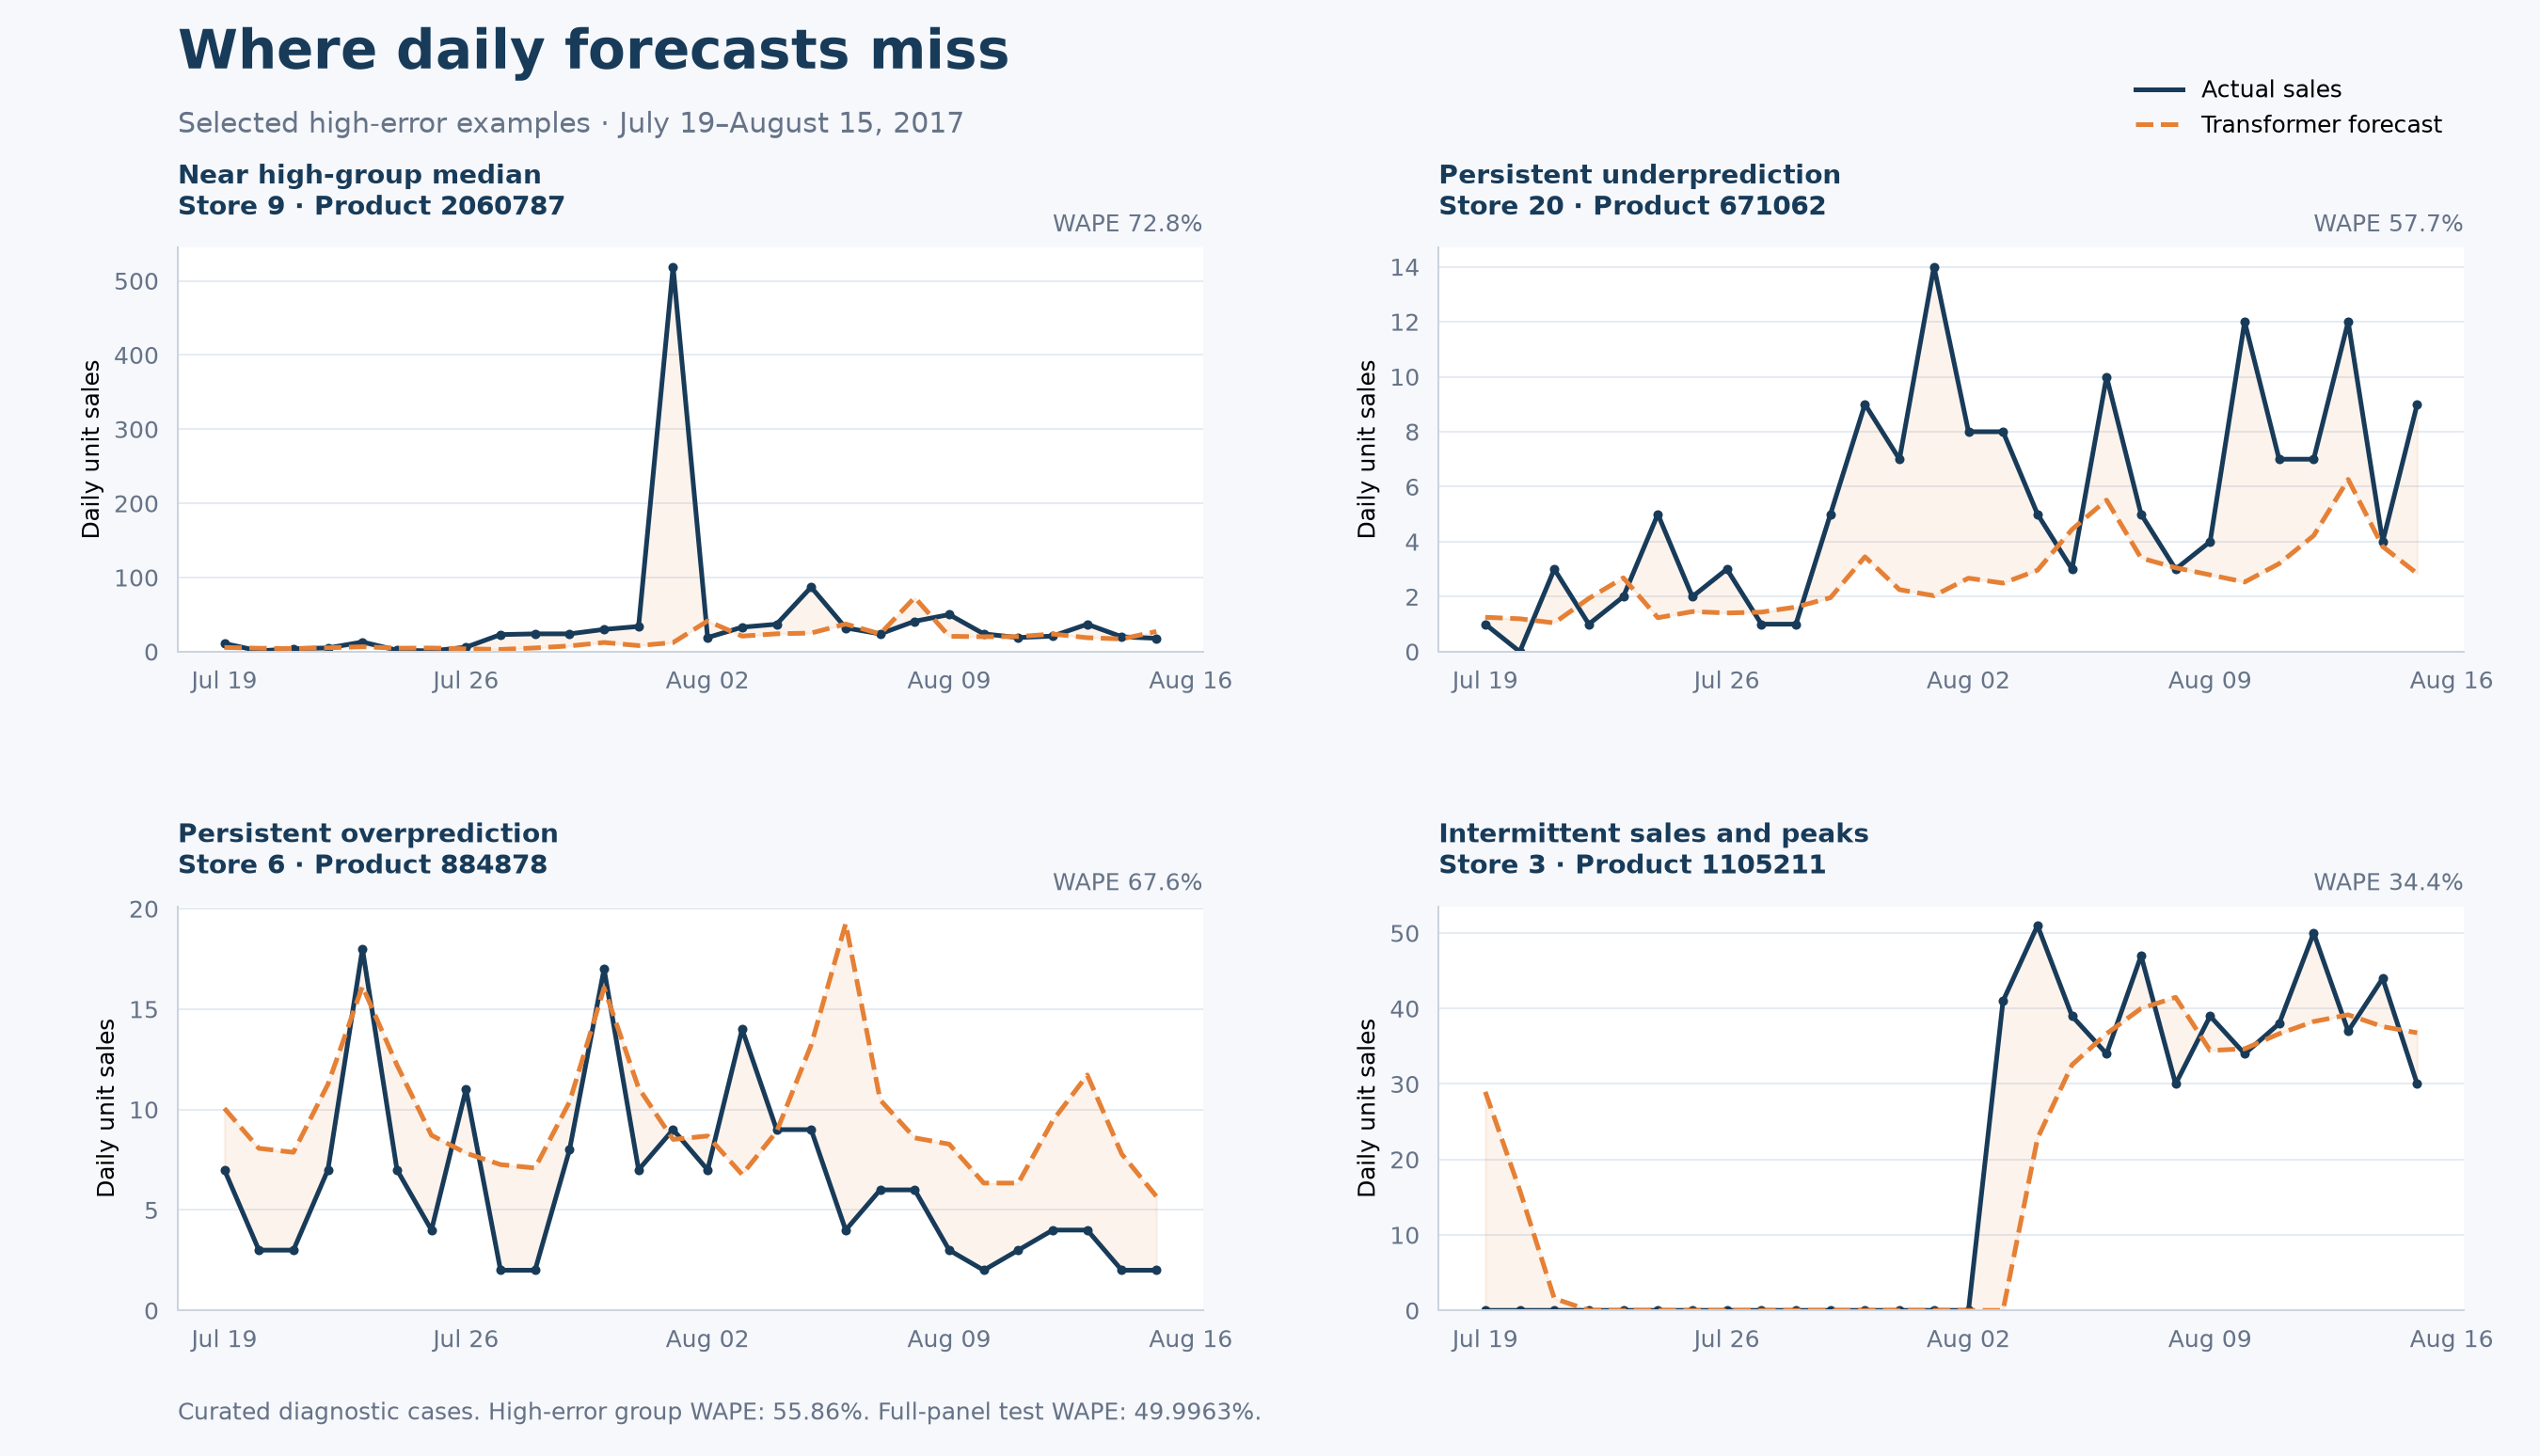 Where daily forecasts miss
Selected high-error examples · July 19–August 15, 2017
Actual sales
Transformer forecast
Near high-group median
Store 9 · Product 2060787
WAPE 72.8%
Daily unit sales
500
400
300
200
100
0
Jul 19
Jul 26
Aug 02
Aug 09
Aug 16
Persistent underprediction
Store 20 · Product 671062
WAPE 57.7%
Daily unit sales
14
12
10
8
6
4
2
0
Jul 19
Jul 26
Aug 02
Aug 09
Aug 16
Persistent overprediction
Store 6 · Product 884878
WAPE 67.6%
Daily unit sales
20
15
10
5
0
Jul 19
Jul 26
Aug 02
Aug 09
Aug 16
Intermittent sales and peaks
Store 3 · Product 1105211
WAPE 34.4%
Daily unit sales
50
40
30
20
10
0
Jul 19
Jul 26
Aug 02
Aug 09
Aug 16
Curated diagnostic cases. High-error group WAPE: 55.86%. Full-panel test WAPE: 49.9963%.